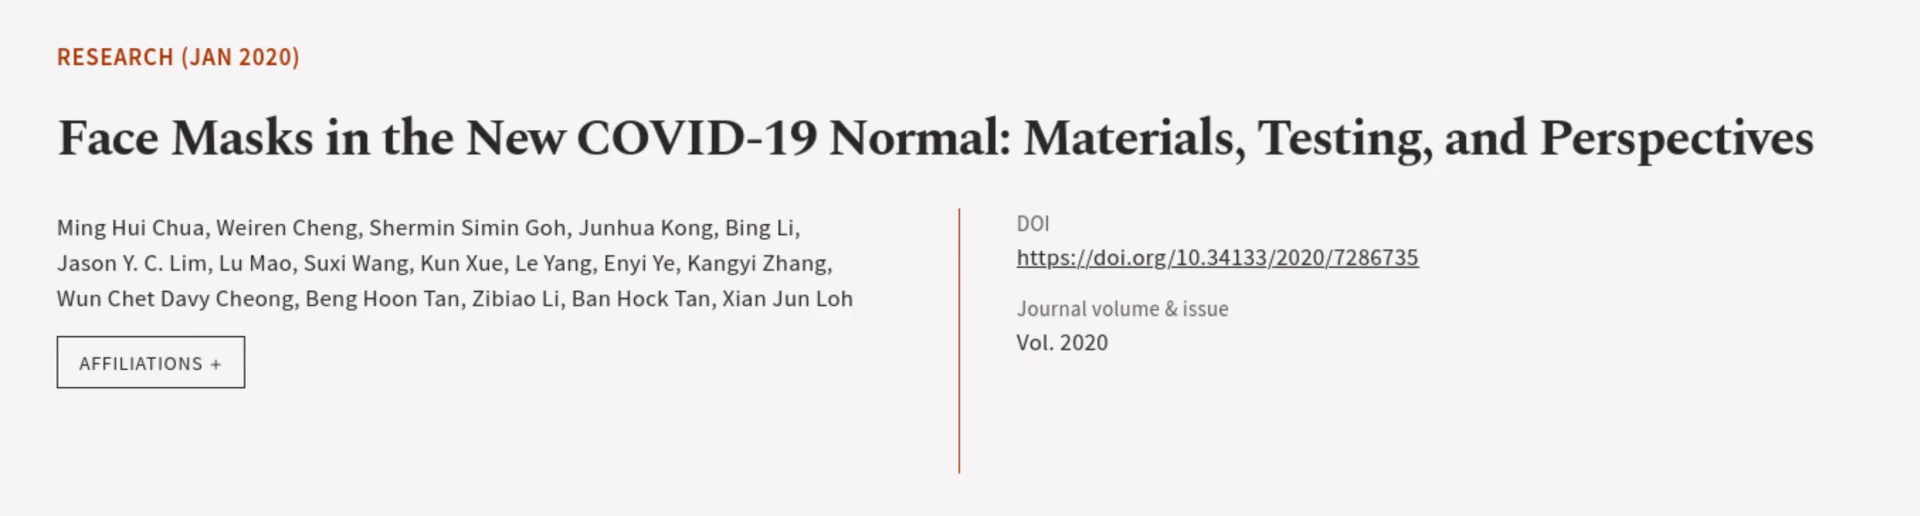 RESEARCH (JAN 2020)
Face Masks in the New COVID-19 Normal: Materials, Testing, and Perspectives
Ming Hui Chua, Weiren Cheng, Shermin Simin Goh, Junhua Kong, Bing Li,
Jason Y. C. Lim, Lu Mao, Suxi Wang, Kun Xue, Le Yang, Enyi Ye, Kangyi Zhang,
Wun Chet Davy Cheong, Beng Hoon Tan, Zibiao Li, Ban Hock Tan, Xian Jun Loh
AFFILIATIONS +
DOI
https://doi.org/10.34133/2020/7286735
Journal volume & issue
Vol. 2020